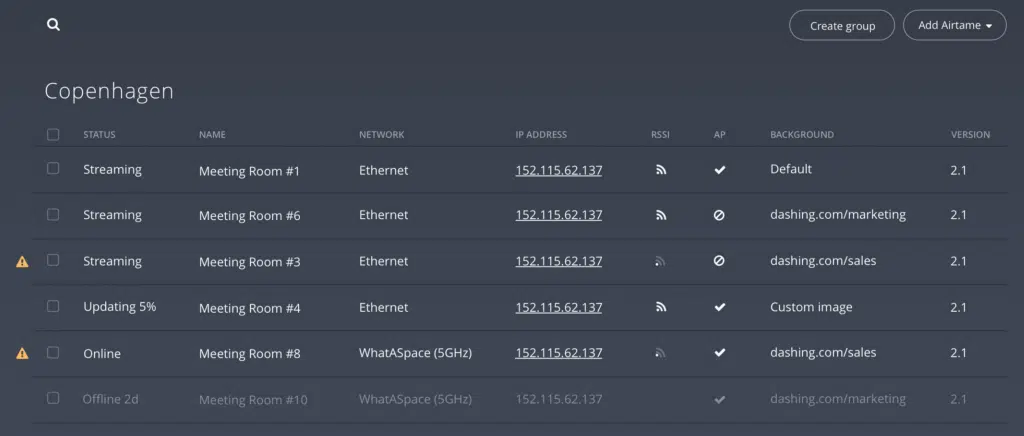 Create group Add Airtame
Copenhagen
STATUS NAME NETWORK IP ADDRESS RSSI AP BACKGROUND VERSION
Streaming Meeting Room #1 Ethernet 152.115.62.137 Default 2.1
Streaming Meeting Room #6 Ethernet 152.115.62.137 dashing.com/marketing 2.1
Streaming Meeting Room #3 Ethernet 152.115.62.137 dashing.com/sales 2.1
Updating 5% Meeting Room #4 Ethernet 152.115.62.137 Custom image 2.1
Online Meeting Room #8 WhatASpace (5GHz) 152.115.62.137 dashing.com/sales 2.1
Offline 2d Meeting Room #10 WhatASpace (5GHz) 152.115.62.137 dashing.com/marketing 2.1